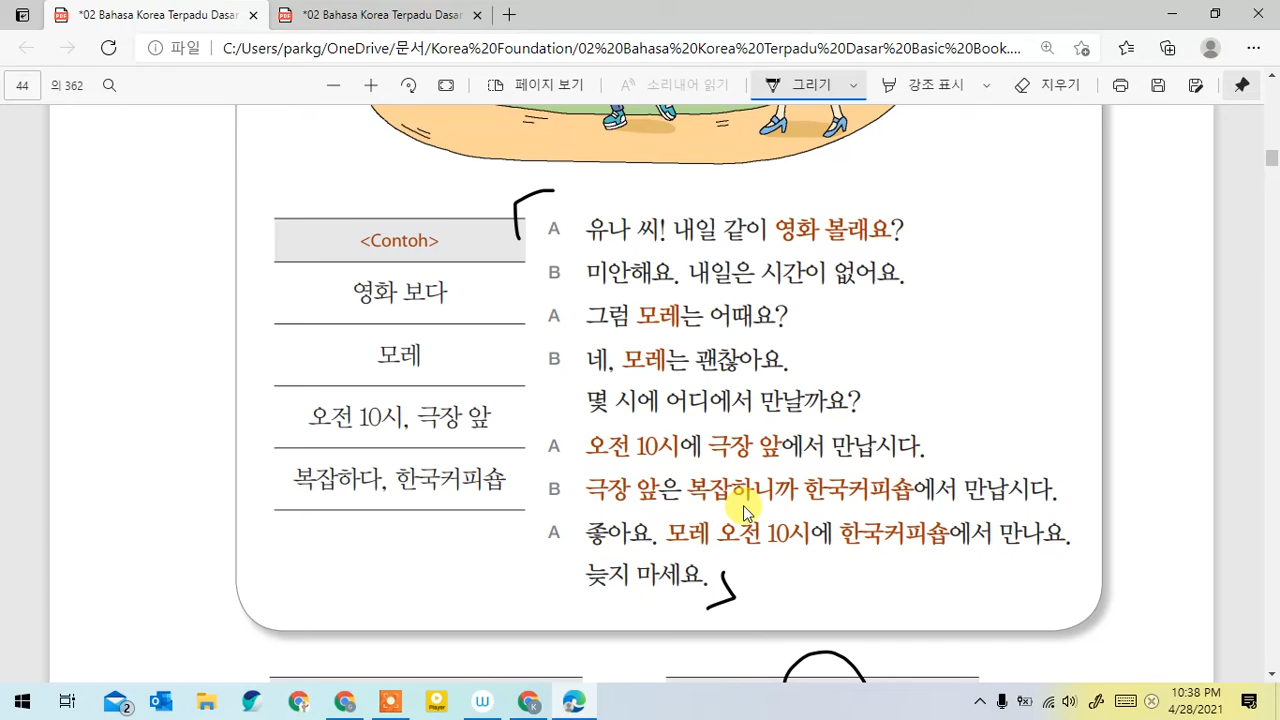 *02 Bahasa Korea Terpadu Dasar
*02 Bahasa Korea Terpadu Dasar
파일
C:/Users/parkg/OneDrive/문서/Korea%20Foundation/02%20Bahasa%20Korea%20Terpadu%20Dasar%20Basic%20Book....
44 의 362
페이지 보기
소리내어 읽기
그리기
강조 표시
지우기
<Contoh>
영화 보다
모레
오전 10시, 극장 앞
복잡하다, 한국커피숍
A 유나 씨! 내일 같이 영화 볼래요?
B 미안해요. 내일은 시간이 없어요.
A 그럼 모레는 어때요?
B 네, 모레는 괜찮아요.
몇 시에 어디에서 만날까요?
A 오전 10시에 극장 앞에서 만납시다.
B 극장 앞은 복잡하니까 한국커피숍에서 만납시다.
A 좋아요. 모레 오전 10시에 한국커피숍에서 만나요.
늦지 마세요.
2
Player
W
K
10:38 PM
4/28/2021